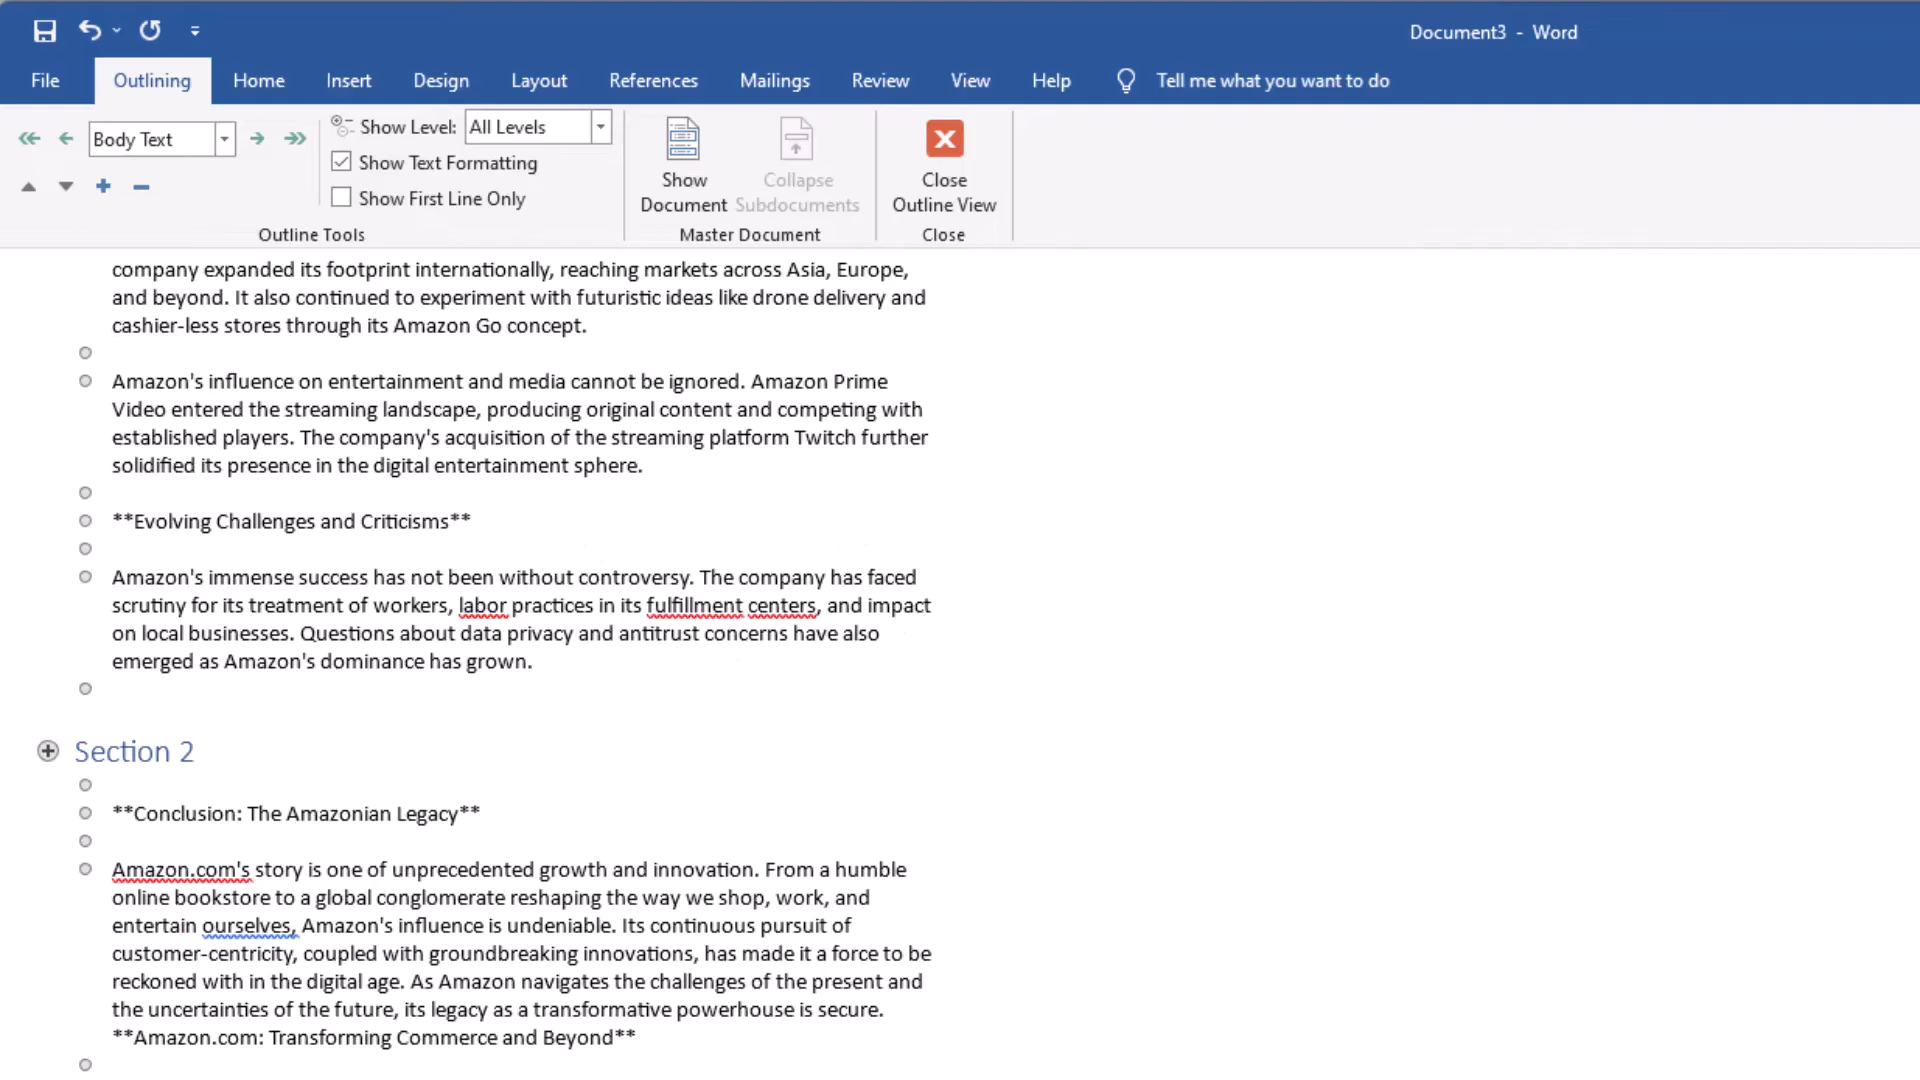 Document3 - Word
File Outlining Home Insert Design Layout References Mailings Review View Help Tell me what you want to do
Body Text
Show Level: All Levels
Show Text Formatting
Show First Line Only
Outline Tools
Show Document
Collapse Subdocuments
Master Document
Close Outline View
Close
company expanded its footprint internationally, reaching markets across Asia, Europe,
and beyond. It also continued to experiment with futuristic ideas like drone delivery and
cashier-less stores through its Amazon Go concept.
Amazon's influence on entertainment and media cannot be ignored. Amazon Prime
Video entered the streaming landscape, producing original content and competing with
established players. The company's acquisition of the streaming platform Twitch further
solidified its presence in the digital entertainment sphere.
**Evolving Challenges and Criticisms**
Amazon's immense success has not been without controversy. The company has faced
scrutiny for its treatment of workers, labor practices in its fulfillment centers, and impact
on local businesses. Questions about data privacy and antitrust concerns have also
emerged as Amazon's dominance has grown.
Section 2
**Conclusion: The Amazonian Legacy**
Amazon.com's story is one of unprecedented growth and innovation. From a humble
online bookstore to a global conglomerate reshaping the way we shop, work, and
entertain ourselves, Amazon's influence is undeniable. Its continuous pursuit of
customer-centricity, coupled with groundbreaking innovations, has made it a force to be
reckoned with in the digital age. As Amazon navigates the challenges of the present and
the uncertainties of the future, its legacy as a transformative powerhouse is secure.
**Amazon.com: Transforming Commerce and Beyond**